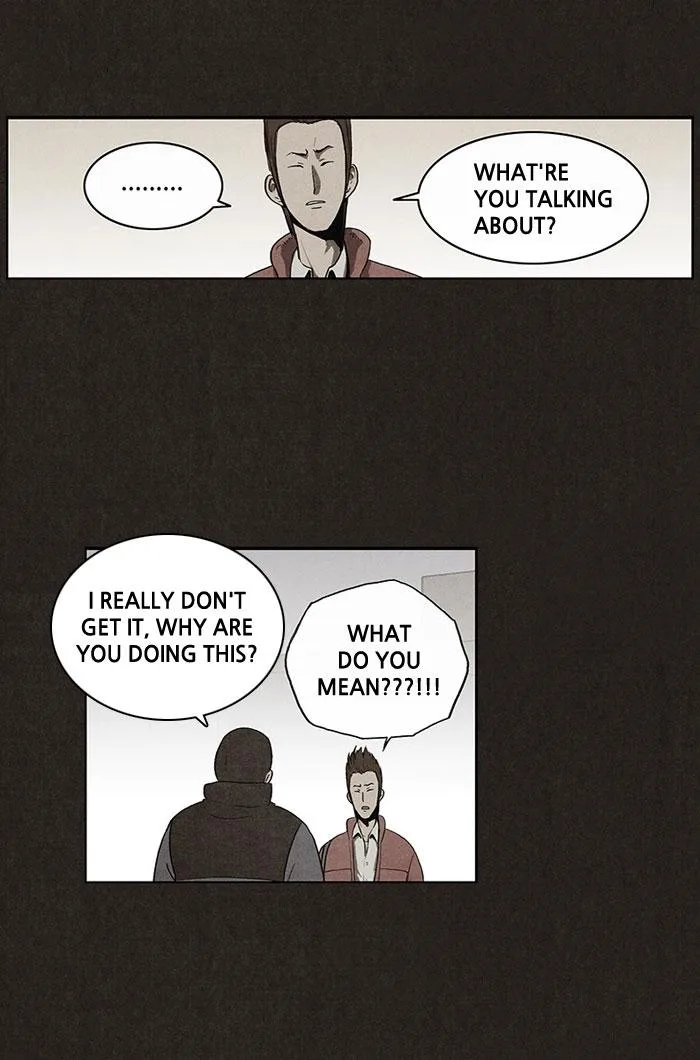 .........
WHAT'RE
YOU TALKING
ABOUT?
I REALLY DON'T
GET IT, WHY ARE
YOU DOING THIS?
WHAT
DO YOU
MEAN???!!!